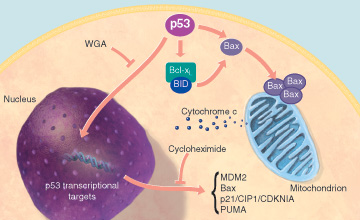 p53
WGA
Bax
Bcl-xL
BID
Bax
Bax
Bax
Nucleus
Cytochrome c
Cycloheximide
p53 transcriptional
targets
MDM2
Bax
p21/CIP1/CDKNIA
PUMA
Mitochondrion